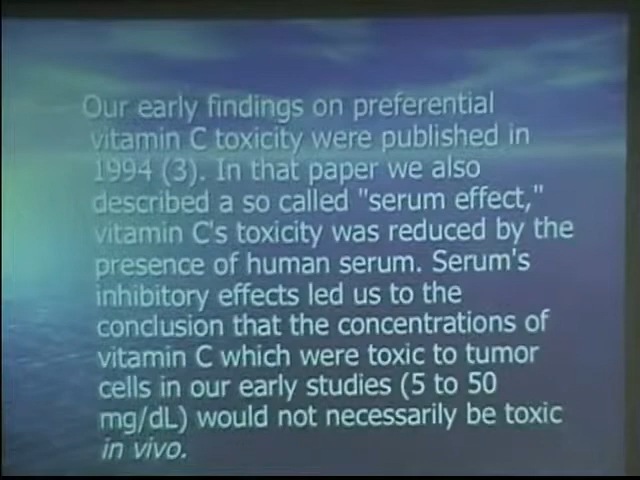 Our early findings on preferential
vitamin C toxicity were published in
1994 (3). In that paper we also
described a so called "serum effect,"
vitamin C's toxicity was reduced by the
presence of human serum. Serum's
inhibitory effects led us to the
conclusion that the concentrations of
vitamin C which were toxic to tumor
cells in our early studies (5 to 50
mg/dL) would not necessarily be toxic
in vivo.